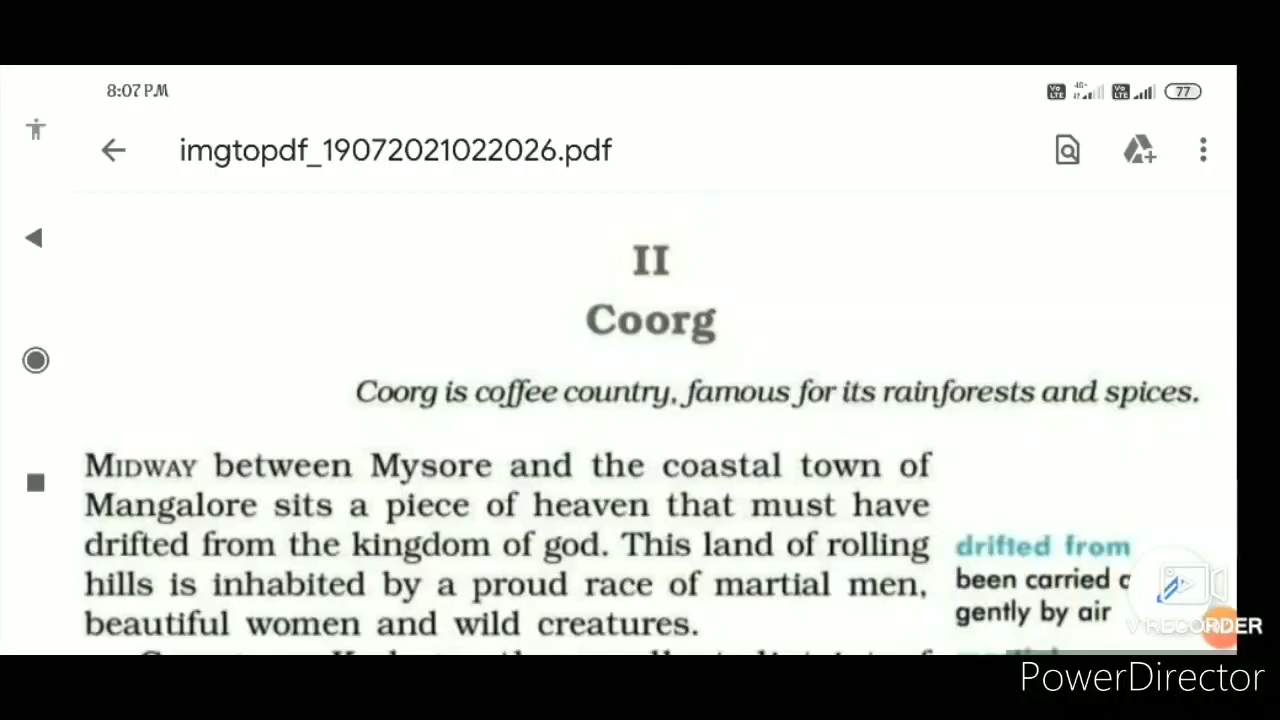 8:07 P.M
77
imgtopdf_19072021022026.pdf
II
Coorg
Coorg is coffee country, famous for its rainforests and spices.
MIDWAY between Mysore and the coastal town of
Mangalore sits a piece of heaven that must have
drifted from the kingdom of god. This land of rolling
hills is inhabited by a proud race of martial men,
beautiful women and wild creatures.
drifted from
been carried
gently by air
V RECORDER
PowerDirector